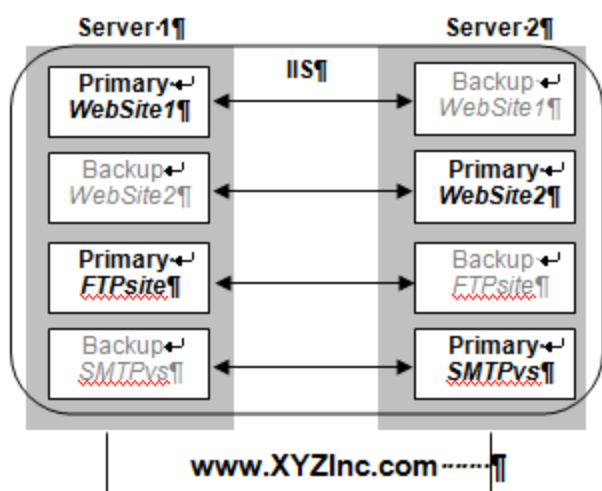 Server·1¶
Server·2¶
IIS¶
Primary·↵
WebSite1¶
Backup·↵
WebSite1¶
Backup↵
WebSite2¶
Primary·↵
WebSite2¶
Primary·↵
FTPsite¶
Backup·↵
FTPsite¶
Backup↵
SMTPvs¶
Primary·↵
SMTPvs¶
www.XYZInc.com······¶